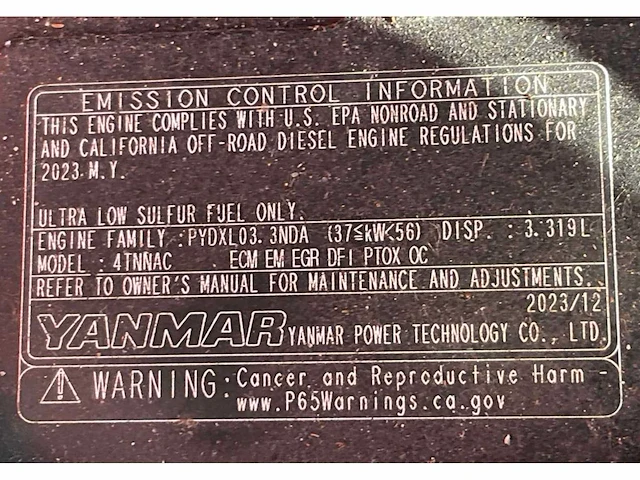 EMISSION CONTROL INFORMATION
THIS ENGINE COMPLIES WITH U.S. EPA NONROAD AND STATIONARY
AND CALIFORNIA OFF-ROAD DIESEL ENGINE REGULATIONS FOR
2023 M.Y.
ULTRA LOW SULFUR FUEL ONLY.
ENGINE FAMILY : PYDXL03.3NDA (37≤kW<56) DISP. : 3.319L
MODEL : 4TNNAC ECM EM EGR DFI PTOX OC
REFER TO OWNER'S MANUAL FOR MAINTENANCE AND ADJUSTMENTS.
2023/12
YANMAR YANMAR POWER TECHNOLOGY CO., LTD.
WARNING: Cancer and Reproductive Harm -
www.P65Warnings.ca.gov